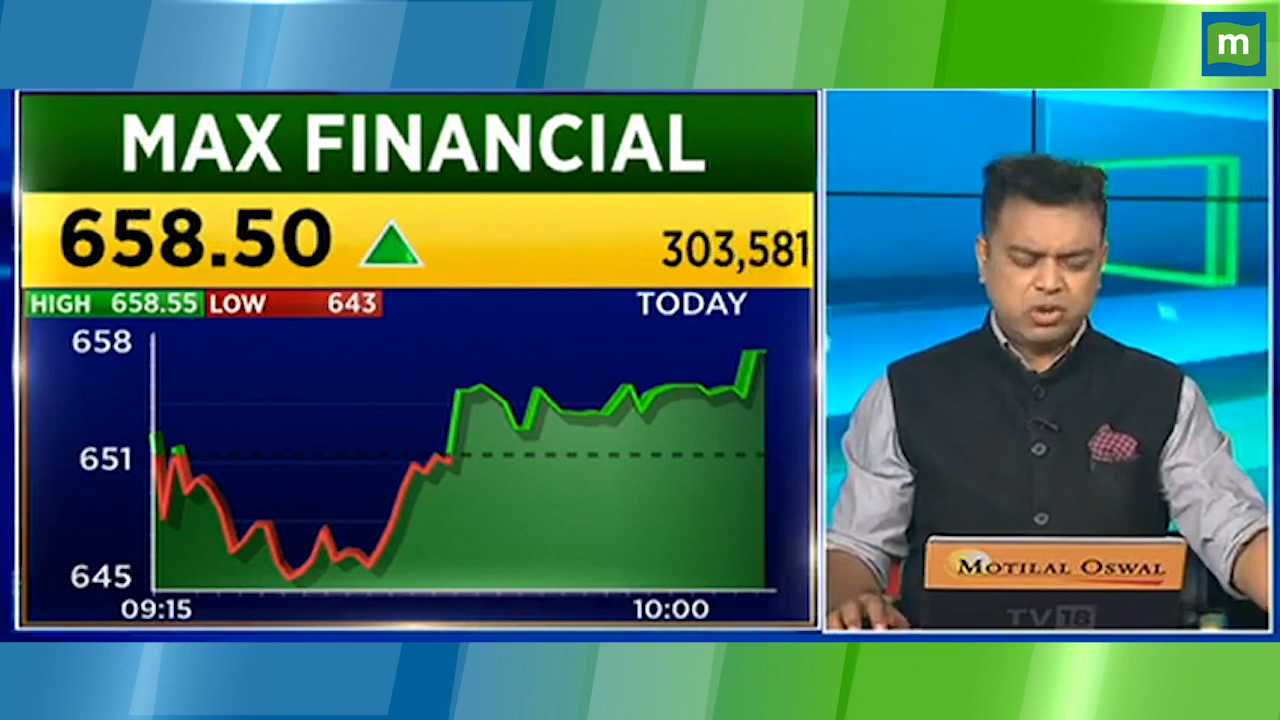 m
MAX FINANCIAL
658.50 303,581
HIGH 658.55 LOW 643 TODAY
658
651
645
09:15 10:00
MOTILAL OSWAL
TV18